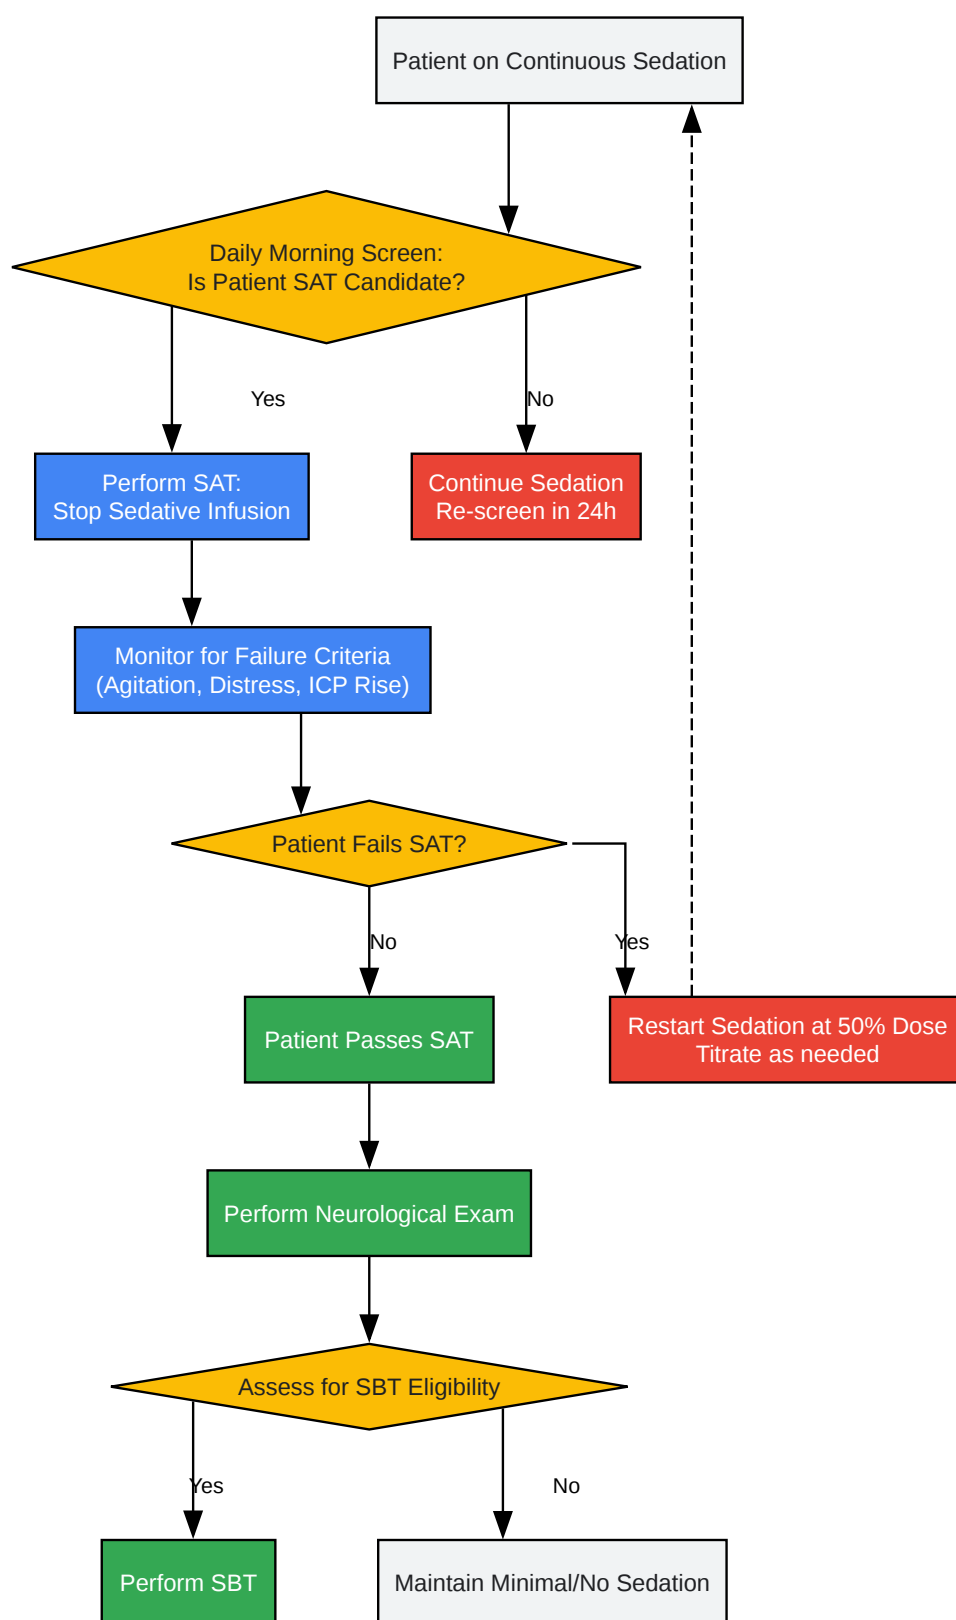 Patient on Continuous Sedation
Daily Morning Screen:
Is Patient SAT Candidate?
Yes
No
Perform SAT:
Stop Sedative Infusion
Continue Sedation
Re-screen in 24h
Monitor for Failure Criteria
(Agitation, Distress, ICP Rise)
Patient Fails SAT?
No
Yes
Patient Passes SAT
Restart Sedation at 50% Dose
Titrate as needed
Perform Neurological Exam
Assess for SBT Eligibility
Yes
No
Perform SBT
Maintain Minimal/No Sedation